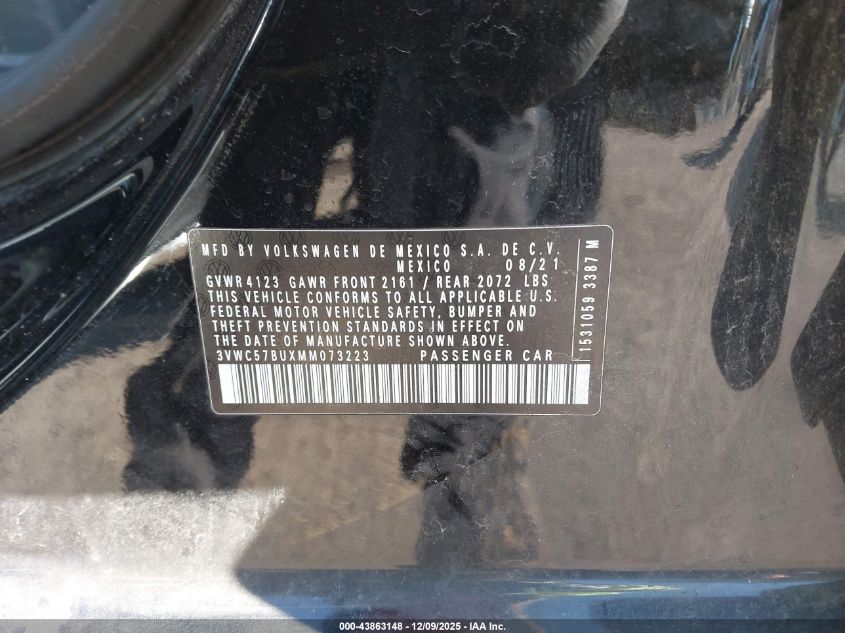 MFD BY VOLKSWAGEN DE MEXICO S.A. DE C.V.
MEXICO 08/21
GVWR 4123 GAWR FRONT 2161 / REAR 2072 LBS
THIS VEHICLE CONFORMS TO ALL APPLICABLE U.S.
FEDERAL MOTOR VEHICLE SAFETY, BUMPER AND
THEFT PREVENTION STANDARDS IN EFFECT ON THE
DATE OF MANUFACTURE SHOWN ABOVE.
3VWC57BUXMM073223 PASSENGER CAR
1531059 3387 M
000-43863148 - 12/09/2025 - IAA Inc.